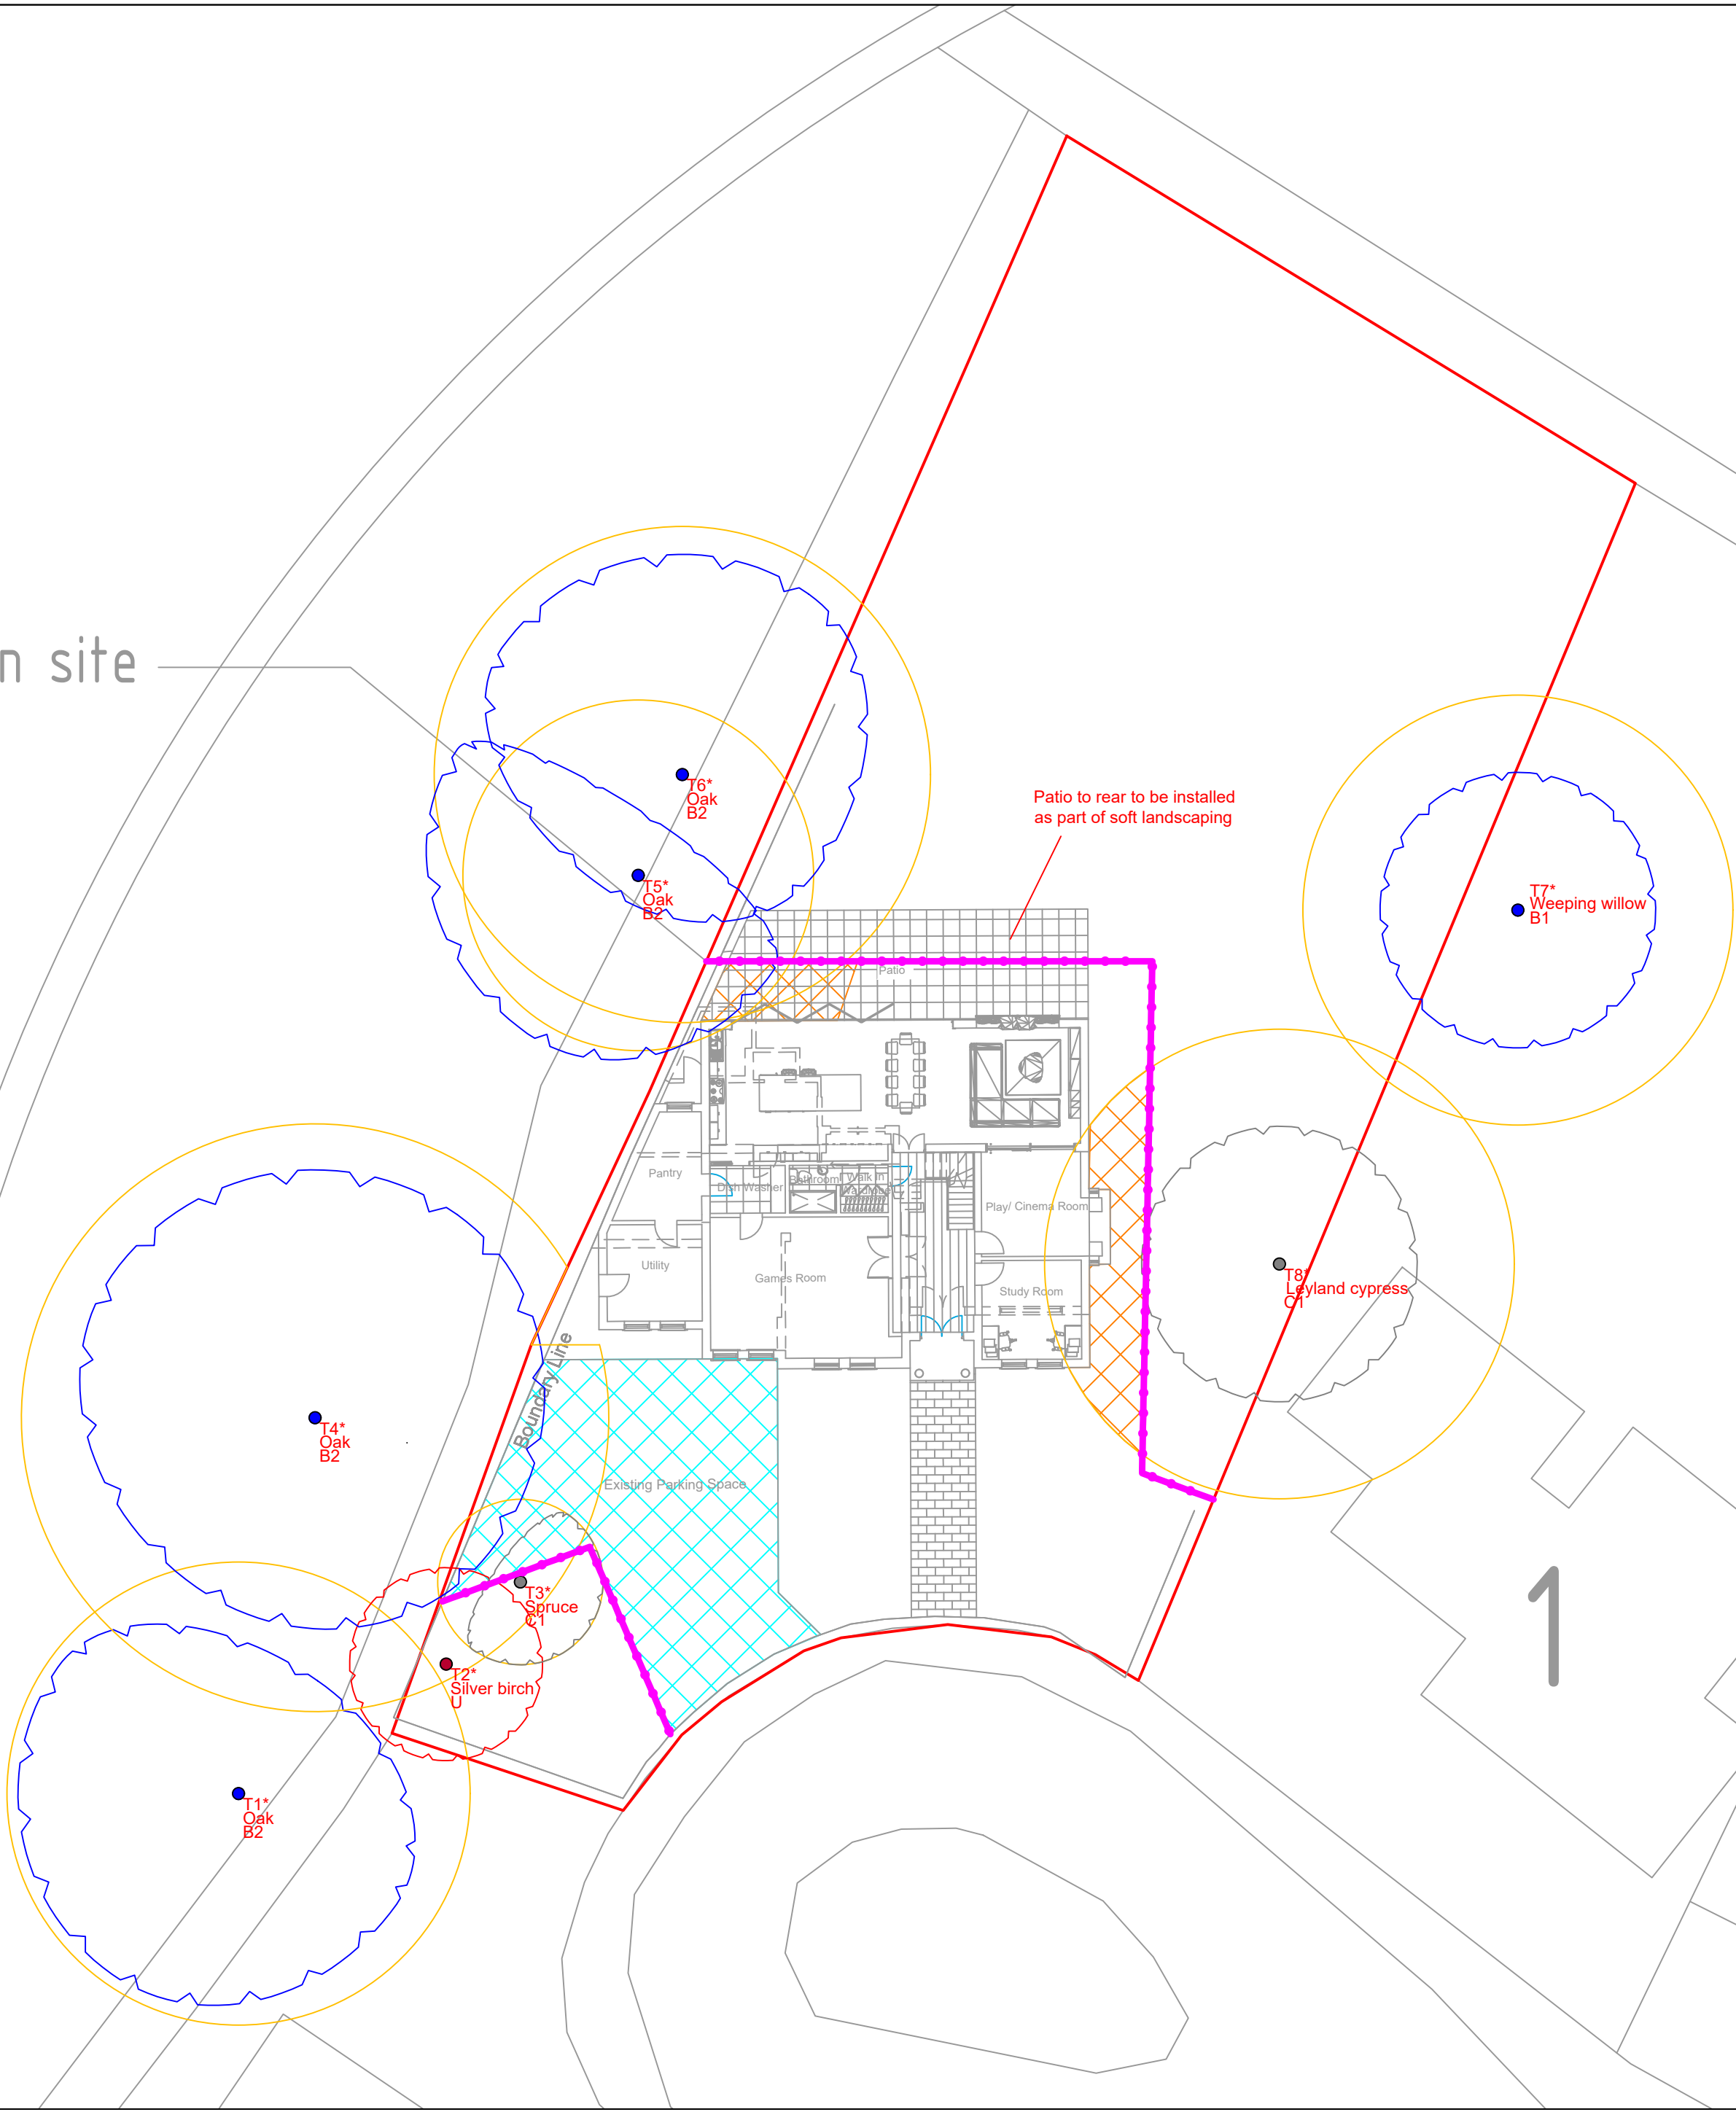 n site
T6*
Oak
B2
Patio to rear to be installed
as part of soft landscaping
T5*
Oak
B2
T7*
Weeping willow
B1
Patio
Pantry
Dish Washer
Bathroom
Walk in
Wardrobe
Play/ Cinema Room
Utility
Games Room
Study Room
T8*
Leyland cypress
C1
Boundary Line
T4*
Oak
B2
Existing Parking Space
T3*
Spruce
C1
T2*
Silver birch
U
1
T1*
Oak
B2